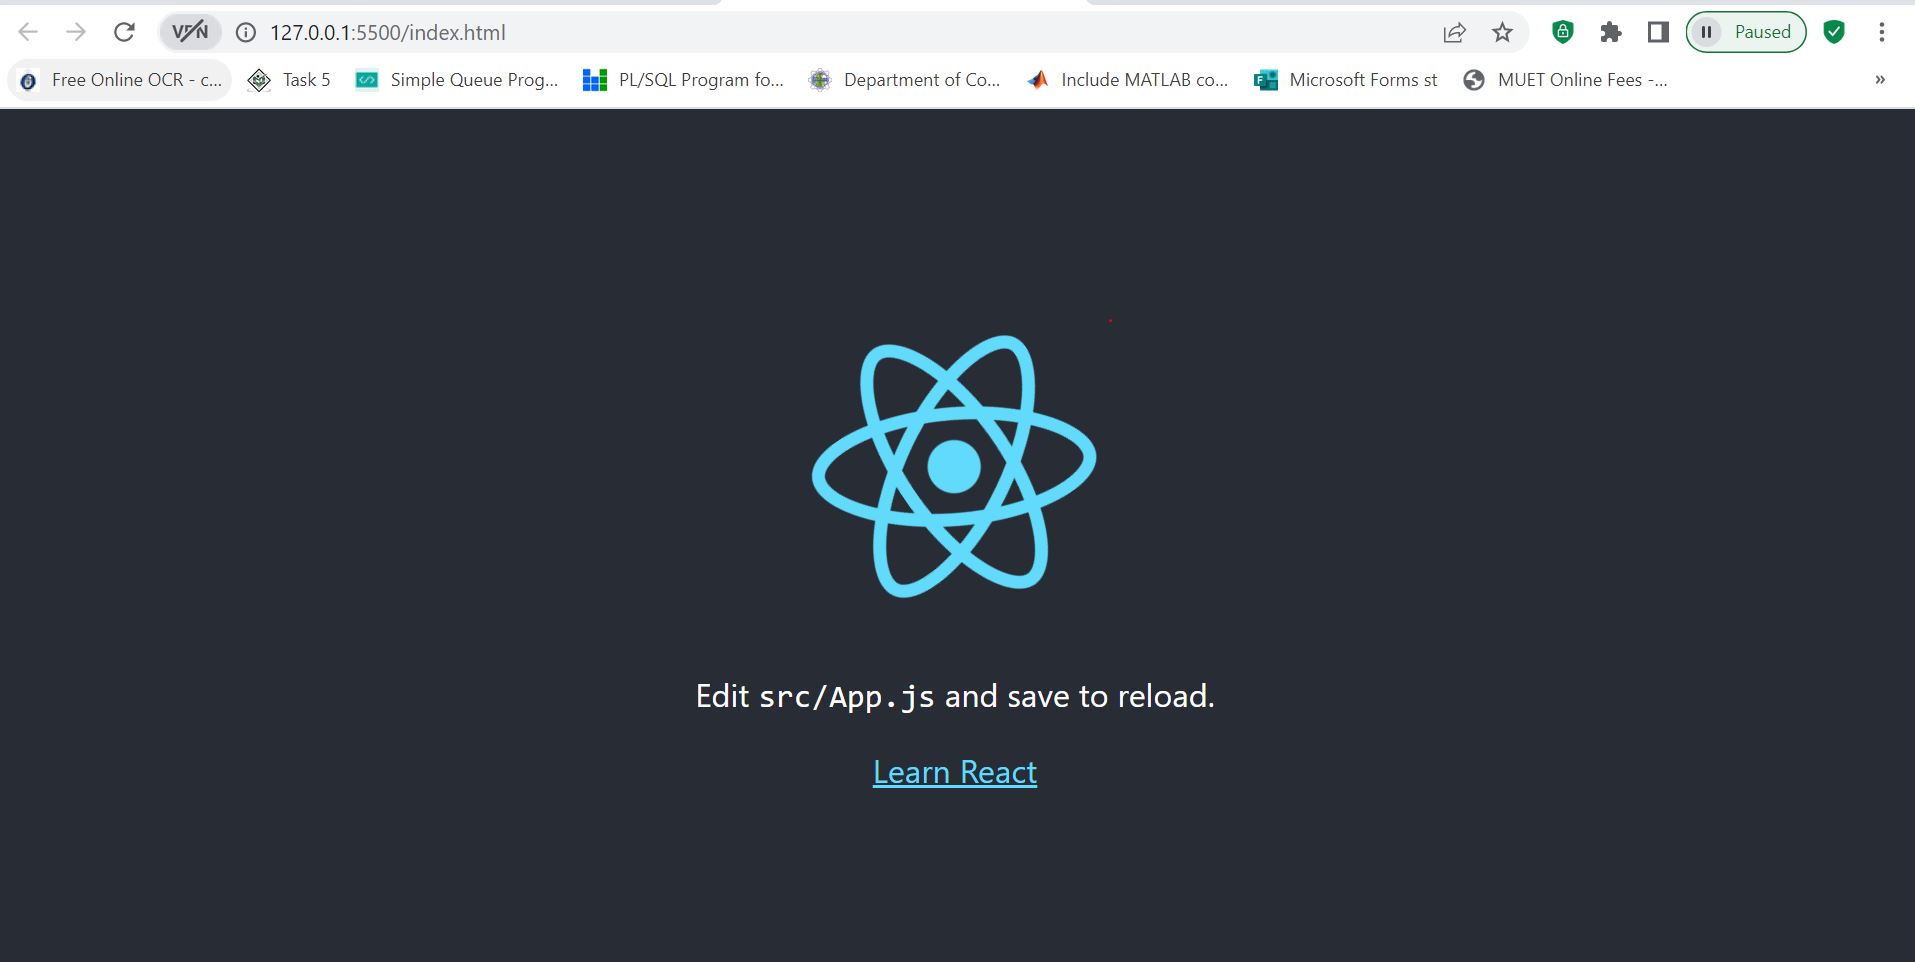 VPN 127.0.0.1:5500/index.html Paused
Free Online OCR - c... Task 5 Simple Queue Prog... PL/SQL Program fo... Department of Co... Include MATLAB co... Microsoft Forms st MUET Online Fees -... »
Edit src/App.js and save to reload.
Learn React